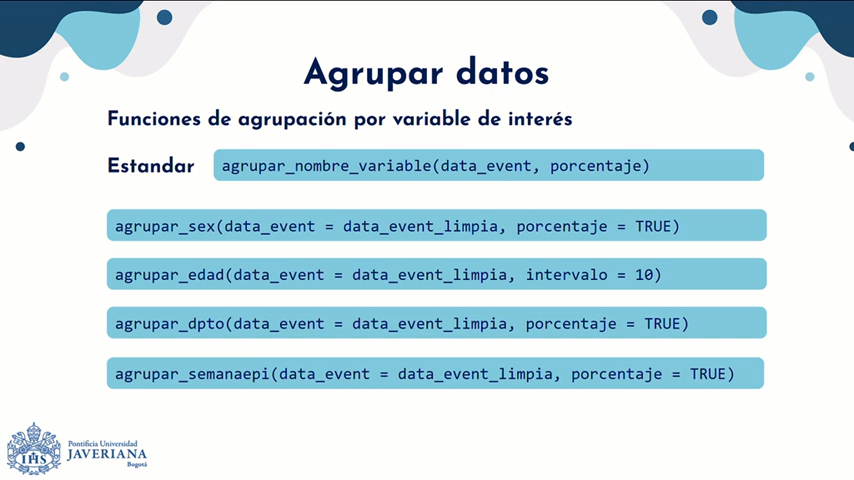 Agrupar datos
Funciones de agrupación por variable de interés
Estandar agrupar_nombre_variable(data_event, porcentaje)
agrupar_sex(data_event = data_event_limpia, porcentaje = TRUE)
agrupar_edad(data_event = data_event_limpia, intervalo = 10)
agrupar_dpto(data_event = data_event_limpia, porcentaje = TRUE)
agrupar_semanaepi(data_event = data_event_limpia, porcentaje = TRUE)
IHS
Pontificia Universidad
JAVERIANA
Bogotá